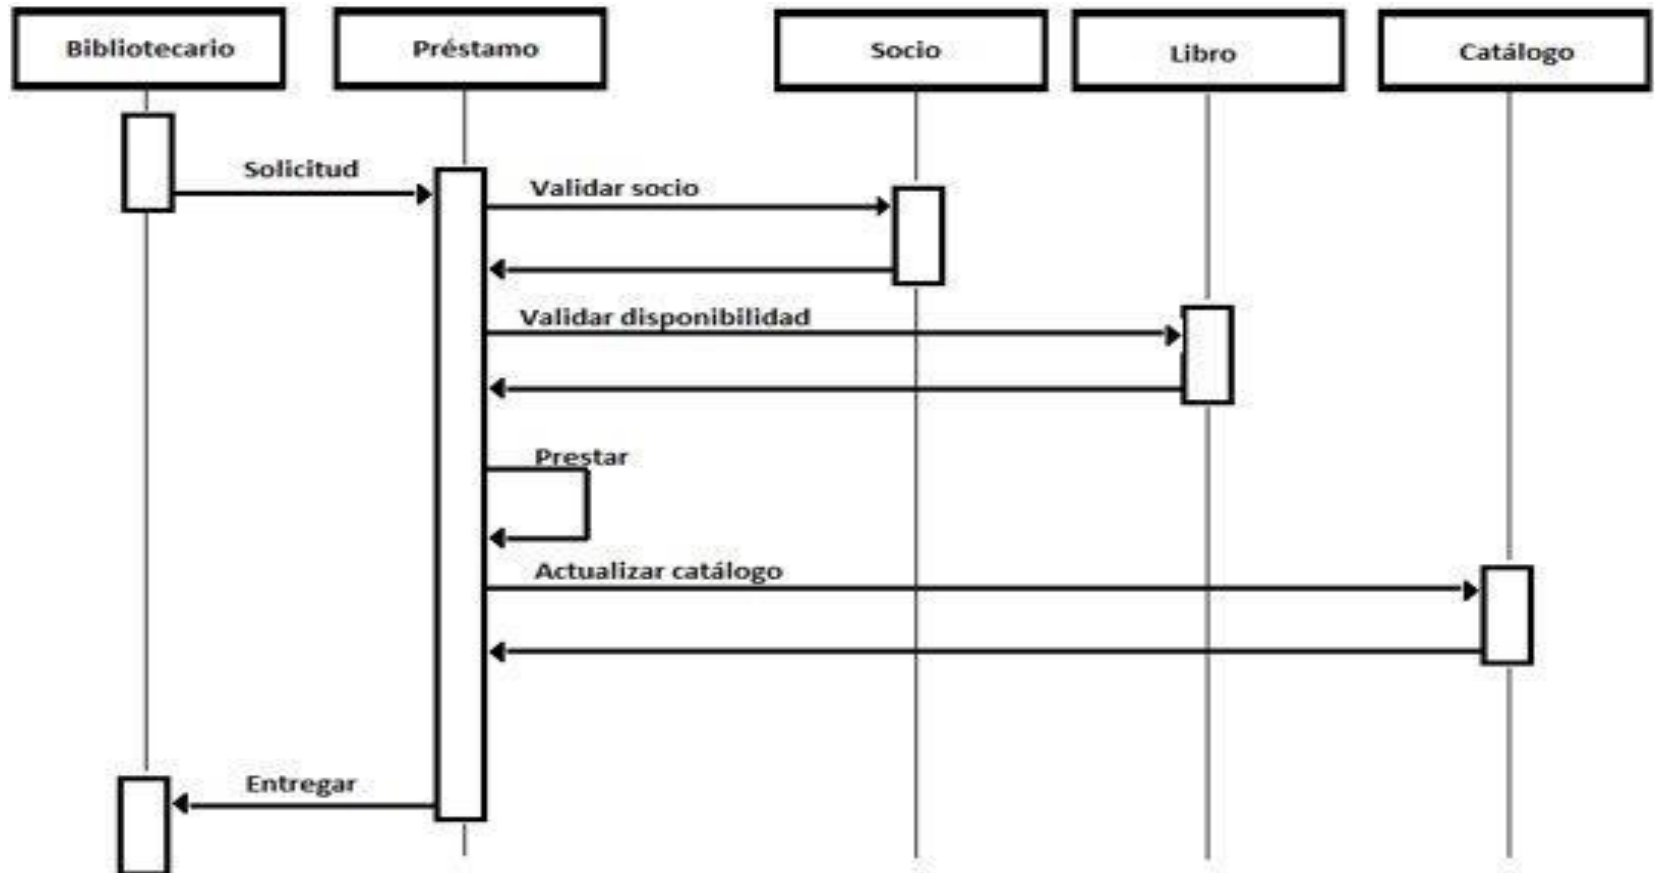 Bibliotecario
Préstamo
Socio
Libro
Catálogo
Solicitud
Validar socio
Validar disponibilidad
Prestar
Actualizar catálogo
Entregar